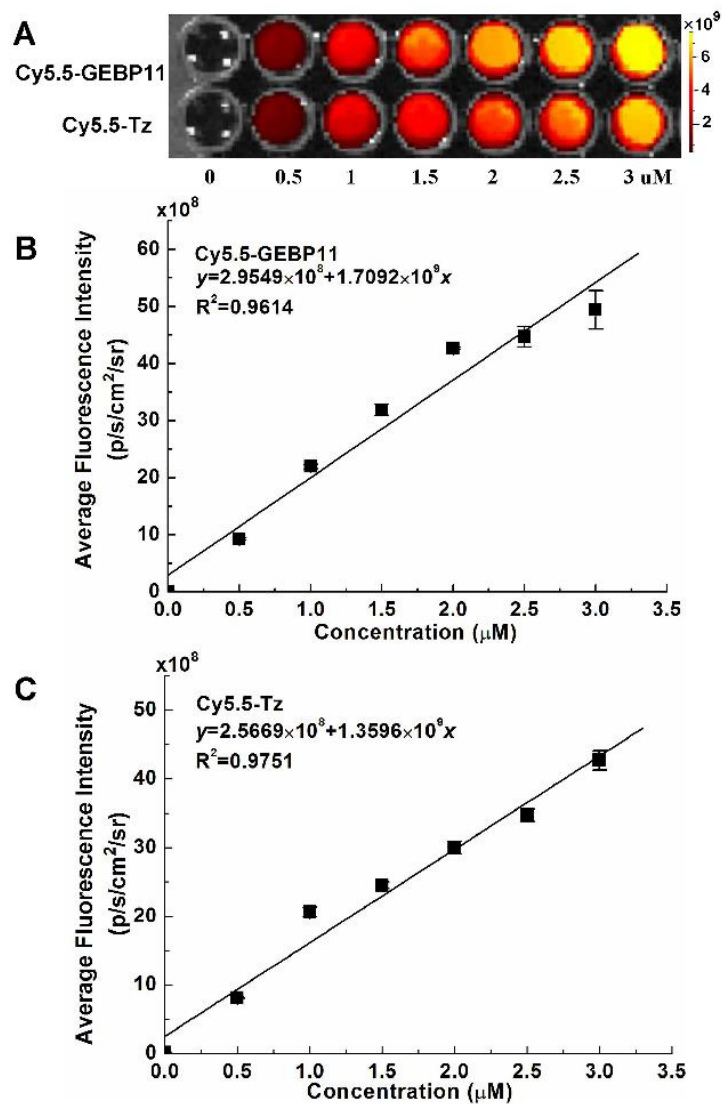 A
×10⁹
Cy5.5-GEBP11
8
6
Cy5.5-Tz
4
2
0 0.5 1 1.5 2 2.5 3 uM
B
x10⁸
Cy5.5-GEBP11
y=2.9549×10⁸+1.7092×10⁹x
R²=0.9614
Average Fluorescence Intensity
(p/s/cm²/sr)
60
50
40
30
20
10
0
0.0 0.5 1.0 1.5 2.0 2.5 3.0 3.5
Concentration (μM)
C
x10⁸
Cy5.5-Tz
y=2.5669×10⁸+1.3596×10⁹x
R²=0.9751
Average Fluorescence Intensity
(p/s/cm²/sr)
50
40
30
20
10
0
0.0 0.5 1.0 1.5 2.0 2.5 3.0 3.5
Concentration (μM)